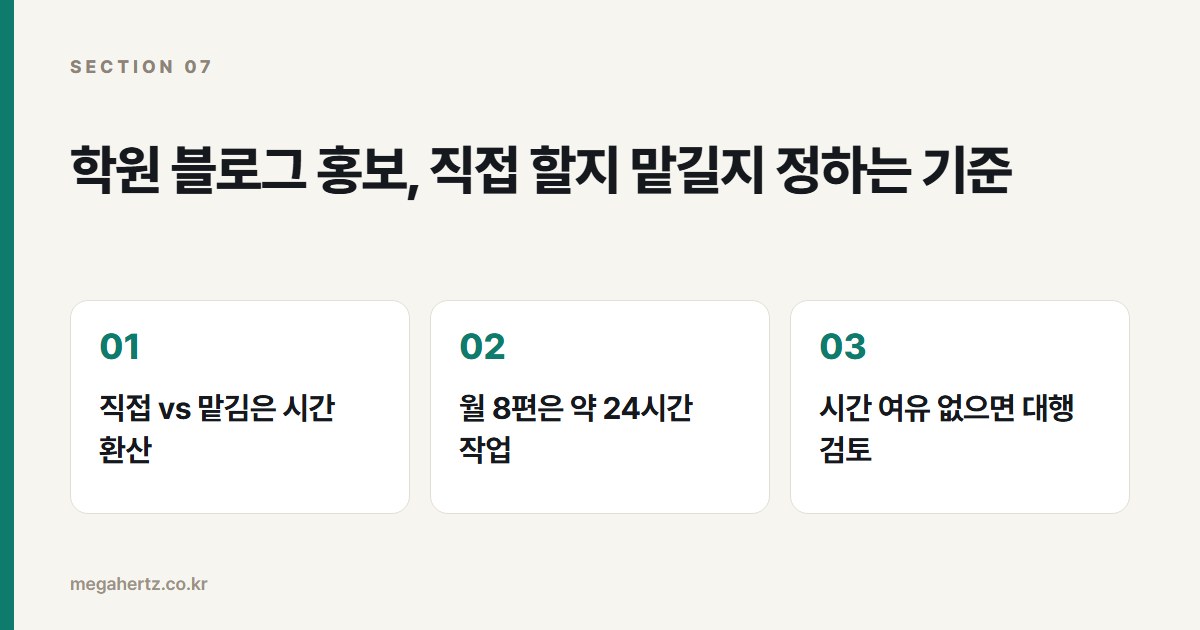 SECTION 07
학원 블로그 홍보, 직접 할지 맡길지 정하는 기준
01
직접 vs 맡김은 시간
환산
02
월 8편은 약 24시간
작업
03
시간 여유 없으면 대행
검토
megahertz.co.kr